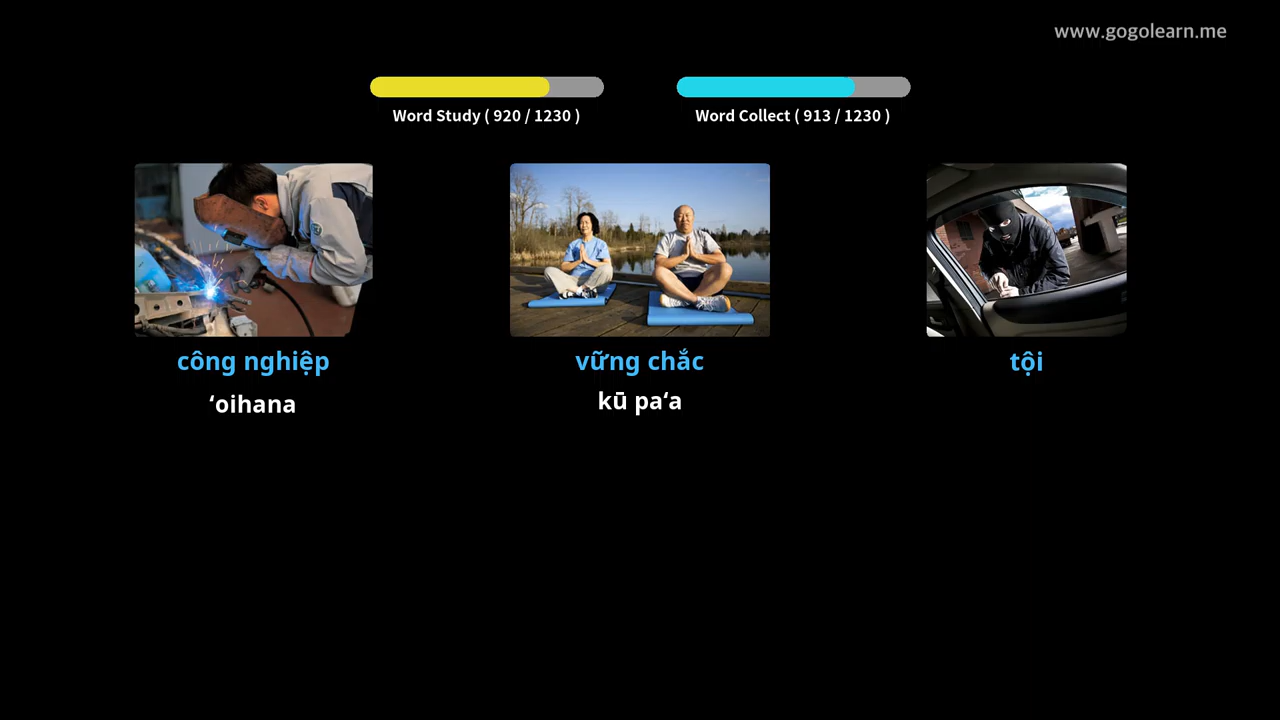 www.gogolearn.me
Word Study ( 920 / 1230 )
Word Collect ( 913 / 1230 )
công nghiệp
vững chắc
tội
ʻoihana
kū paʻa